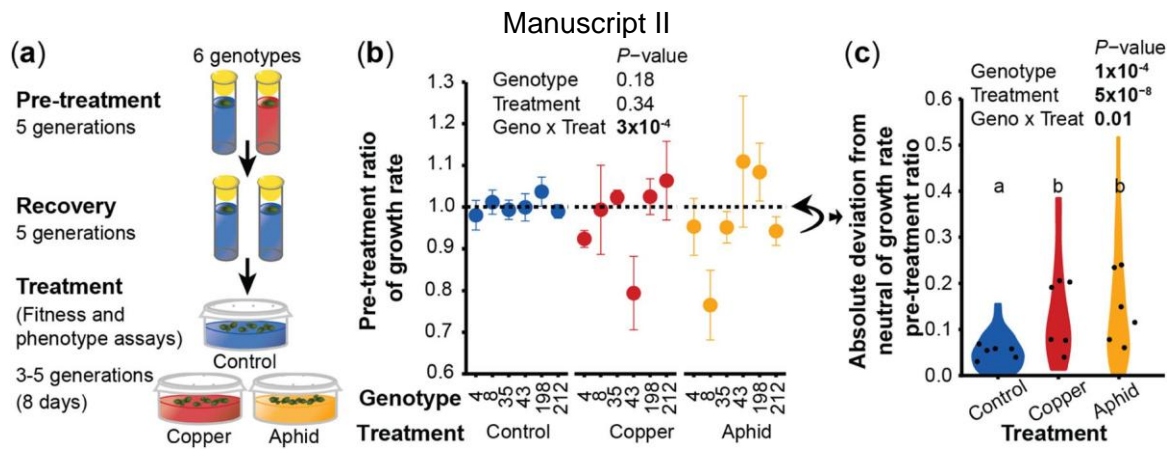 Manuscript II
(a)
6 genotypes
Pre-treatment
5 generations
Recovery
5 generations
Treatment
(Fitness and
phenotype assays)
Control
3-5 generations
(8 days)
Copper
Aphid
(b)
P−value
Genotype 0.18
Treatment 0.34
Geno x Treat 3x10⁻⁴
Pre-treatment ratio
of growth rate
1.3
1.2
1.1
1.0
0.9
0.8
0.7
0.6
Genotype 4 8 35 43 198 212 4 8 35 43 198 212 4 8 35 43 198 212
Treatment Control Copper Aphid
(c)
P−value
Genotype 1x10⁻⁴
Treatment 5x10⁻⁸
Geno x Treat 0.01
Absolute deviation from
neutral of growth rate
pre-treatment ratio
0.6
0.5
0.4
0.3
0.2
0.1
0.0
a b b
Control Copper Aphid
Treatment